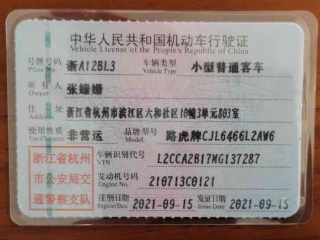 中华人民共和国机动车行驶证
Vehicle License of the People's Republic of China
号牌号码 浙A12BL3 车辆类型 小型普通客车
Plate No. Vehicle Type
所有人 张姗姗
Owner
住址 浙江省杭州市滨江区六和社区10幢3单元803室
Address
使用性质 非营运 品牌型号 路虎牌CJL6466L2AW6
Use Character Model
浙江省杭州市公安局交通警察支队
车辆识别代号 L2CCA2B17MG137287
VIN
发动机号码 210713C0121
Engine No.
注册日期 2021-09-15 发证日期 2021-09-15
Register Date Issue Date